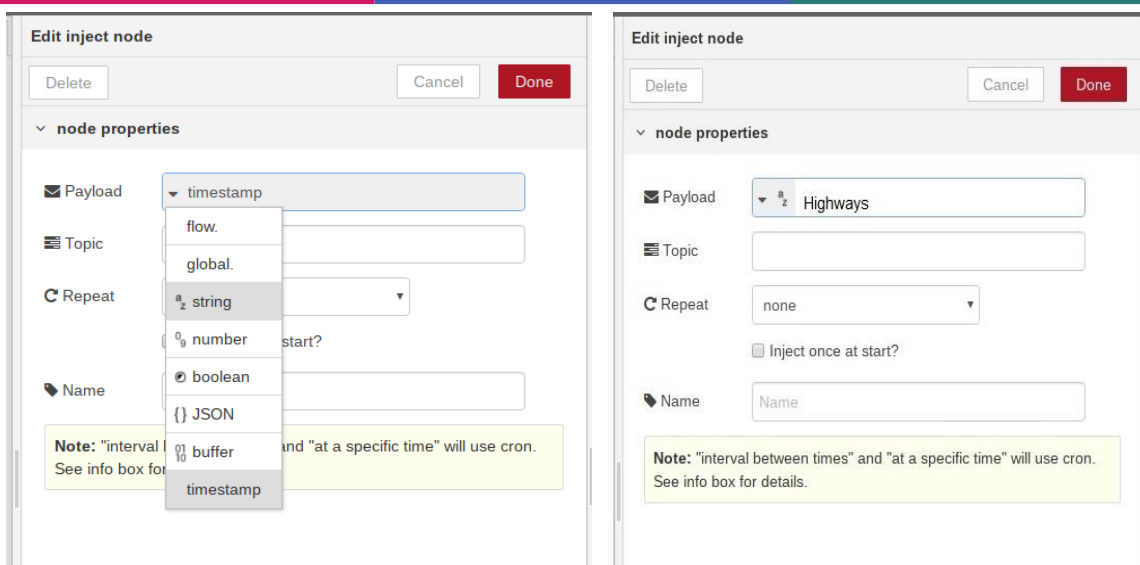 Edit inject node
Delete
Cancel
Done
node properties
Payload
timestamp
flow.
global.
string
number
boolean
JSON
buffer
timestamp
Topic
Repeat
start?
Name
Note: "interval
and "at a specific time" will use cron.
See info box for
Edit inject node
Delete
Cancel
Done
node properties
Payload
a z Highways
Topic
Repeat
none
Inject once at start?
Name
Name
Note: "interval between times" and "at a specific time" will use cron.
See info box for details.